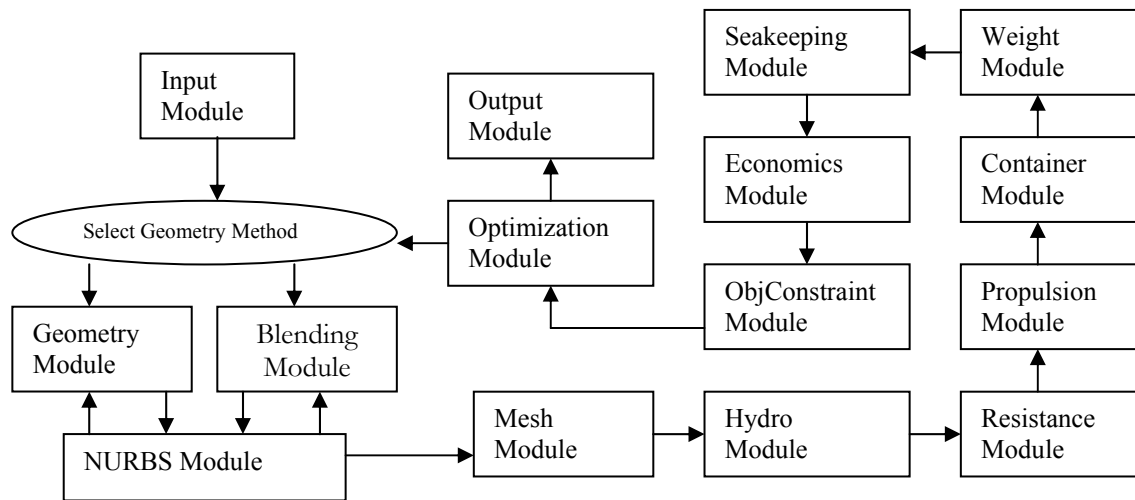 Input
Module
Output
Module
Seakeeping
Module
Weight
Module
Select Geometry Method
Optimization
Module
Economics
Module
Container
Module
Geometry
Module
Blending
Module
ObjConstraint
Module
Propulsion
Module
NURBS Module
Mesh
Module
Hydro
Module
Resistance
Module